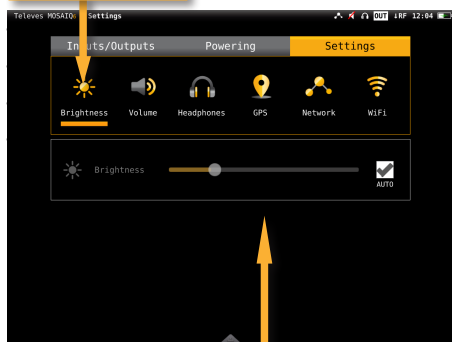 Televes MOSAIQ6 Settings OUT ↓RF 12:04
Inputs/Outputs Powering Settings
Brightness Volume Headphones GPS Network WiFi
Brightness
AUTO